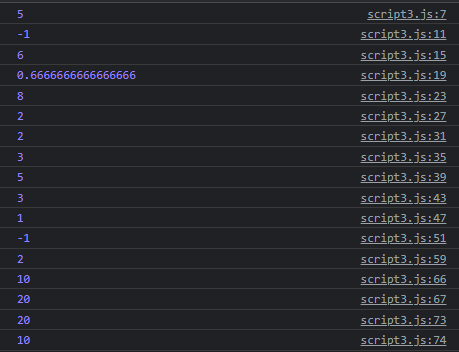 5 script3.js:7
-1 script3.js:11
6 script3.js:15
0.6666666666666666 script3.js:19
8 script3.js:23
2 script3.js:27
2 script3.js:31
3 script3.js:35
5 script3.js:39
3 script3.js:43
1 script3.js:47
-1 script3.js:51
2 script3.js:59
10 script3.js:66
20 script3.js:67
20 script3.js:73
10 script3.js:74